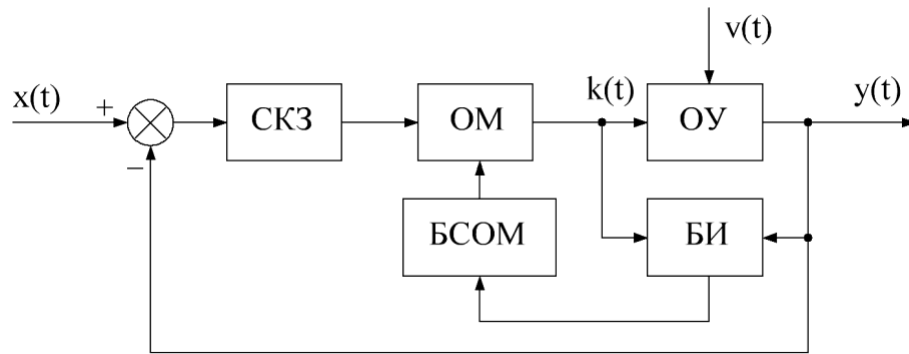 v(t)
x(t)
+
СКЗ
ОМ
k(t)
ОУ
y(t)
–
БСОМ
БИ